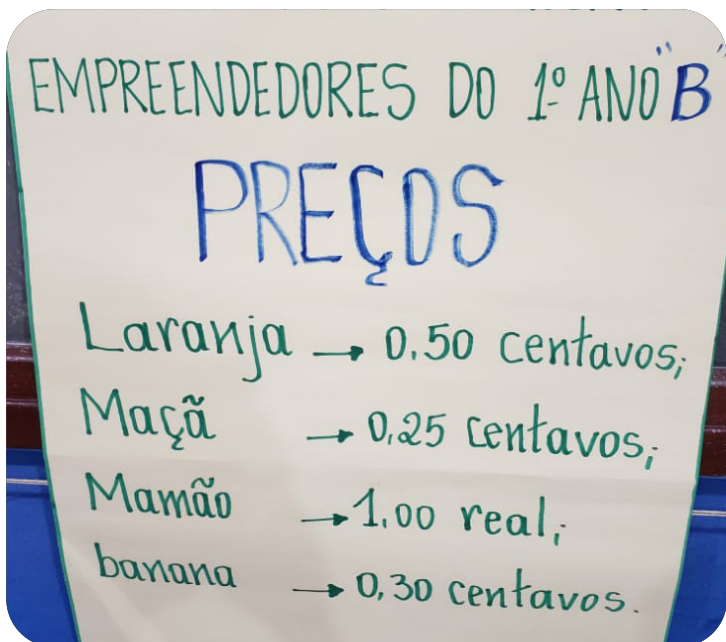 EMPREENDEDORES DO 1º ANO "B"
PREÇOS
Laranja → 0,50 centavos;
Maçã → 0,25 centavos;
Mamão → 1,00 real;
banana → 0,30 centavos.